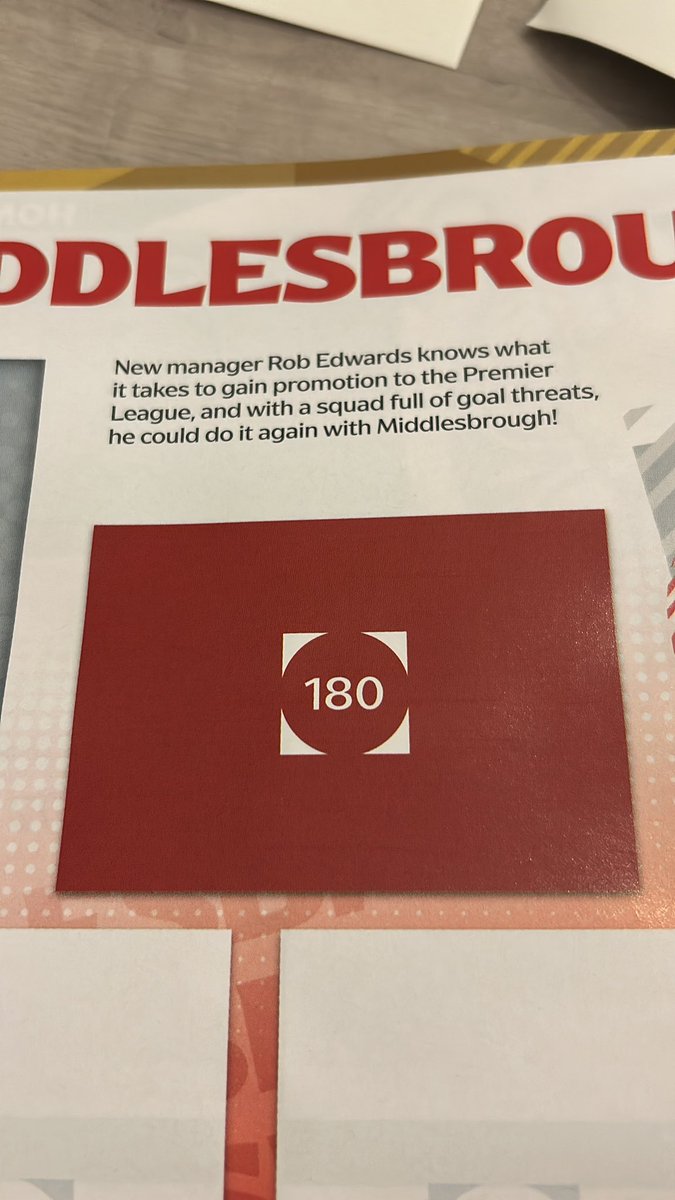 DDLESBROU
New manager Rob Edwards knows what
it takes to gain promotion to the Premier
League, and with a squad full of goal threats,
he could do it again with Middlesbrough!
180